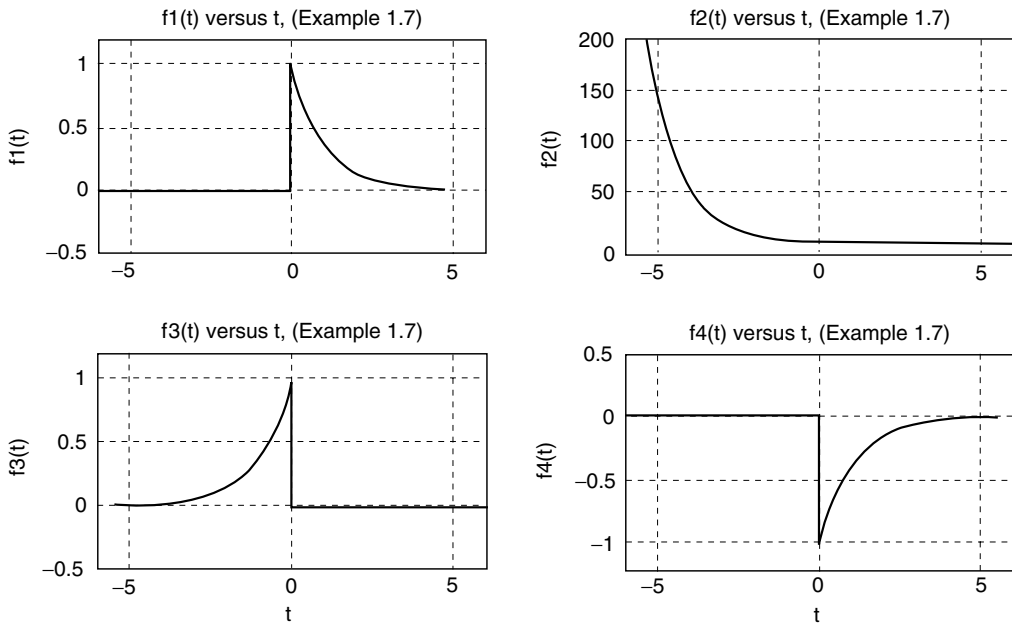 f1(t) versus t, (Example 1.7)
1
0.5
0
−0.5
−5
0
5
f1(t)
f2(t) versus t, (Example 1.7)
200
150
100
50
0
−5
0
5
f2(t)
f3(t) versus t, (Example 1.7)
1
0.5
0
−0.5
−5
0
5
f3(t)
t
f4(t) versus t, (Example 1.7)
0.5
0
−0.5
−1
−5
0
5
f4(t)
t